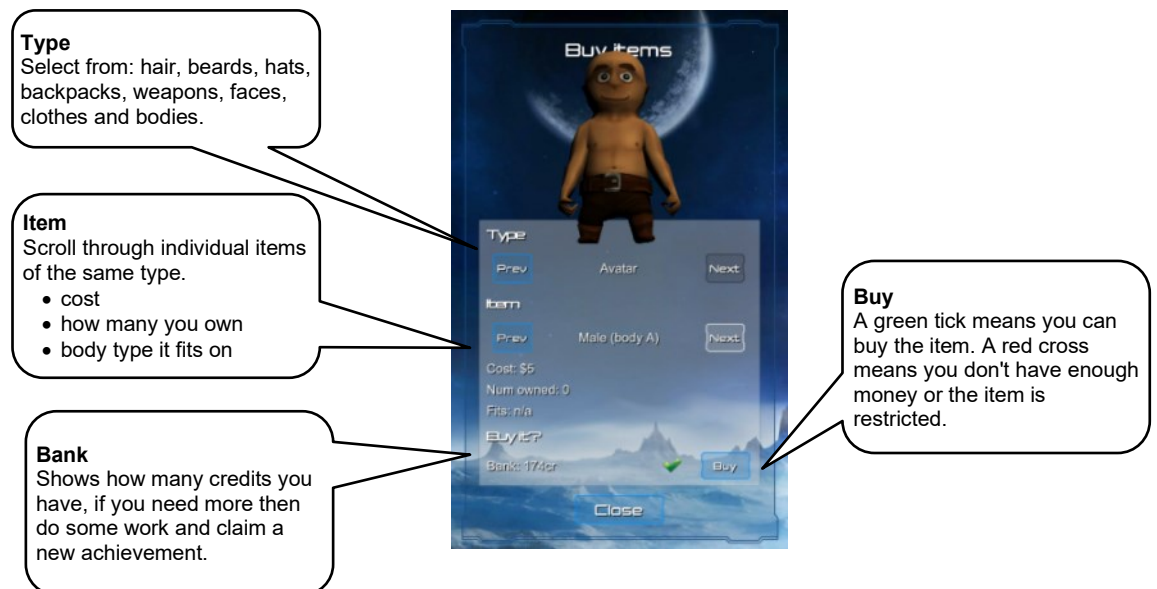 Type
Select from: hair, beards, hats,
backpacks, weapons, faces,
clothes and bodies.
Item
Scroll through individual items
of the same type.
• cost
• how many you own
• body type it fits on
Bank
Shows how many credits you
have, if you need more then
do some work and claim a
new achievement.
Buy items
Type
Prev Avatar Next
Item
Prev Male (body A) Next
Cost: $5
Num owned: 0
Fits: n/a
Buy it?
Bank: 174cr Buy
Close
Buy
A green tick means you can
buy the item. A red cross
means you don't have enough
money or the item is
restricted.